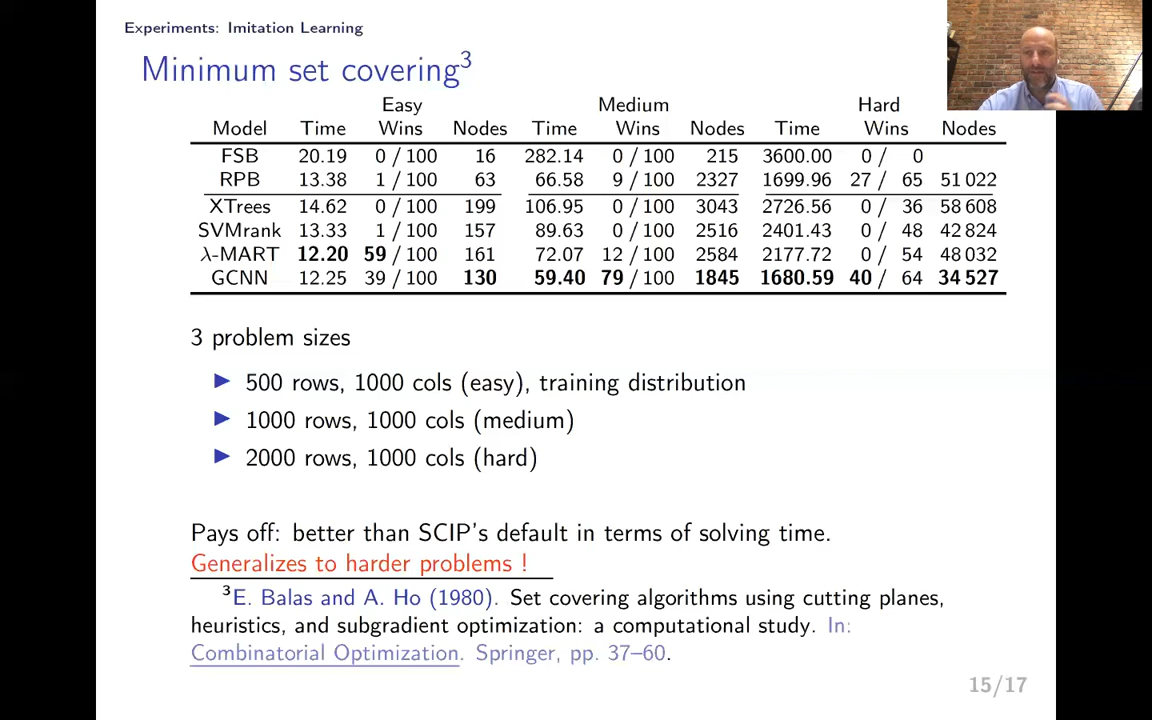 Experiments: Imitation Learning
Minimum set covering³
Easy Medium Hard
Model Time Wins Nodes Time Wins Nodes Time Wins Nodes
FSB 20.19 0 / 100 16 282.14 0 / 100 215 3600.00 0 / 0
RPB 13.38 1 / 100 63 66.58 9 / 100 2327 1699.96 27 / 65 51 022
XTrees 14.62 0 / 100 199 106.95 0 / 100 3043 2726.56 0 / 36 58 608
SVMrank 13.33 1 / 100 157 89.63 0 / 100 2516 2401.43 0 / 48 42 824
λ-MART 12.20 59 / 100 161 72.07 12 / 100 2584 2177.72 0 / 54 48 032
GCNN 12.25 39 / 100 130 59.40 79 / 100 1845 1680.59 40 / 64 34 527
3 problem sizes
▶ 500 rows, 1000 cols (easy), training distribution
▶ 1000 rows, 1000 cols (medium)
▶ 2000 rows, 1000 cols (hard)
Pays off: better than SCIP's default in terms of solving time.
Generalizes to harder problems !
³E. Balas and A. Ho (1980). Set covering algorithms using cutting planes,
heuristics, and subgradient optimization: a computational study. In:
Combinatorial Optimization. Springer, pp. 37–60.
15/17